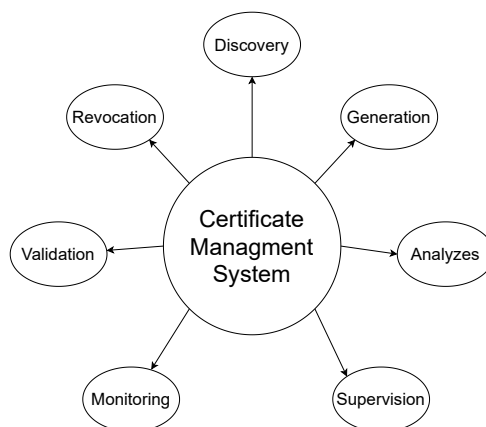 Discovery
Revocation
Generation
Certificate
Managment
System
Validation
Analyzes
Monitoring
Supervision